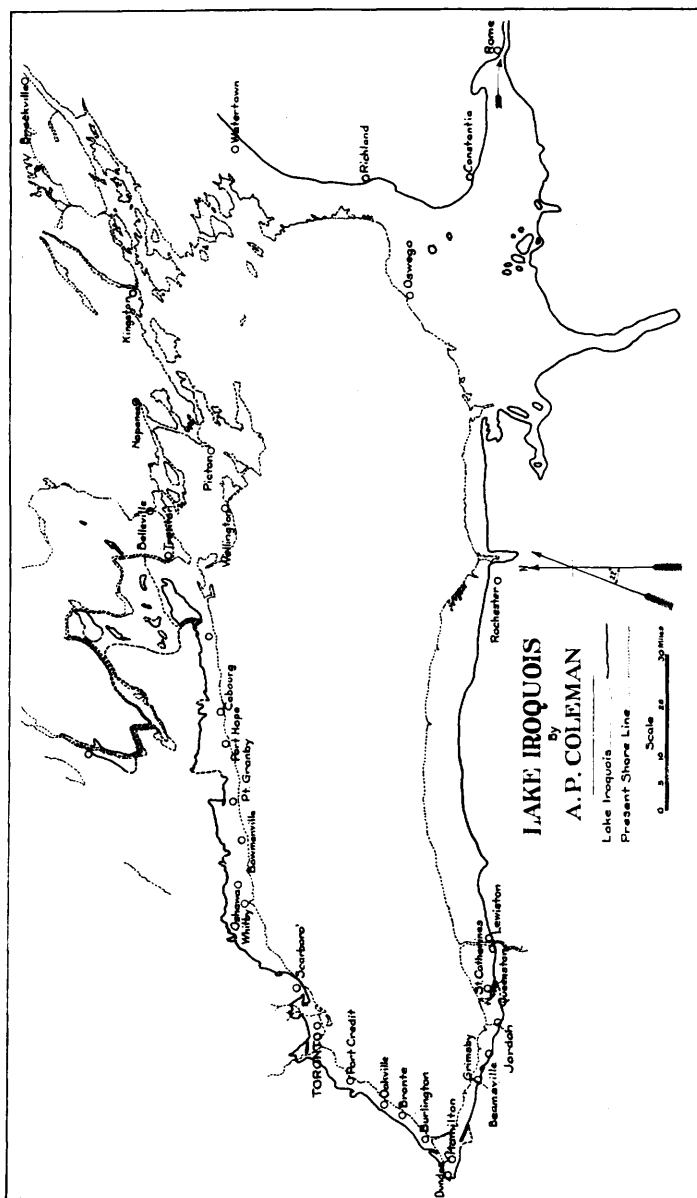 LAKE IROQUOIS
By
A. P. COLEMAN
Lake Iroquois
Present Shore Line
Scale
0 5 10 20 30 Miles
N
Brockville
Watertown
Rome
Richland
Constantia
Kingston
Oswego
Napanee
Picton
Belleville
Trenton
Wellington
Rochester
Cobourg
Port Hope
Pt. Granby
Bowmanville
Oshawa
Whitby
Scarboro'
TORONTO
Port Credit
Oakville
Bronte
Burlington
Hamilton
Dundas
Grimsby
Beamsville
Jordan
St. Catharines
Queenston
Lewiston